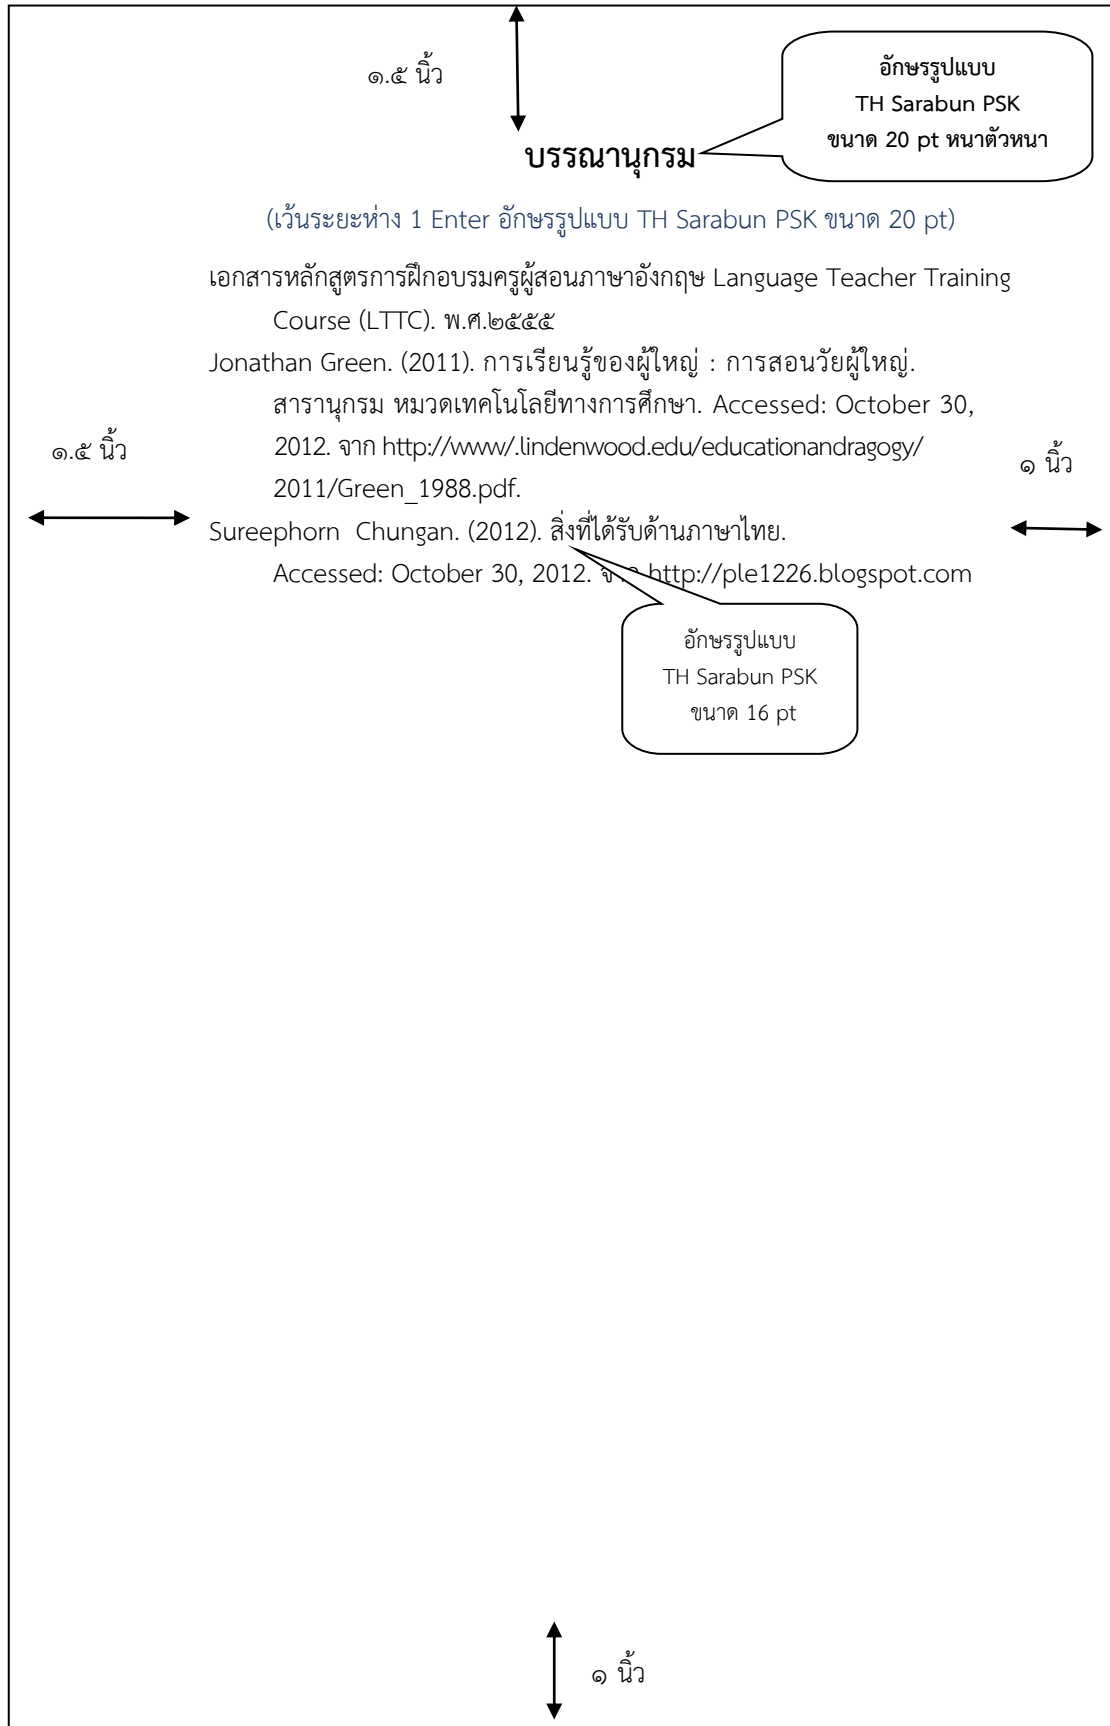 ๑.๕ นิ้ว
อักษรรูปแบบ
TH Sarabun PSK
ขนาด 20 pt หนาตัวหนา
บรรณานุกรม
(เว้นระยะห่าง 1 Enter อักษรรูปแบบ TH Sarabun PSK ขนาด 20 pt)
เอกสารหลักสูตรการฝึกอบรมครูผู้สอนภาษาอังกฤษ Language Teacher Training
Course (LTTC). พ.ศ.๒๕๕๕
Jonathan Green. (2011). การเรียนรู้ของผู้ใหญ่ : การสอนวัยผู้ใหญ่.
สารานุกรม หมวดเทคโนโลยีทางการศึกษา. Accessed: October 30,
2012. จาก http://www/.lindenwood.edu/educationandragogy/
2011/Green_1988.pdf.
๑.๕ นิ้ว
๑ นิ้ว
Sureephorn  Chungan. (2012). สิ่งที่ได้รับด้านภาษาไทย.
Accessed: October 30, 2012. จาก http://ple1226.blogspot.com
อักษรรูปแบบ
TH Sarabun PSK
ขนาด 16 pt
๑ นิ้ว